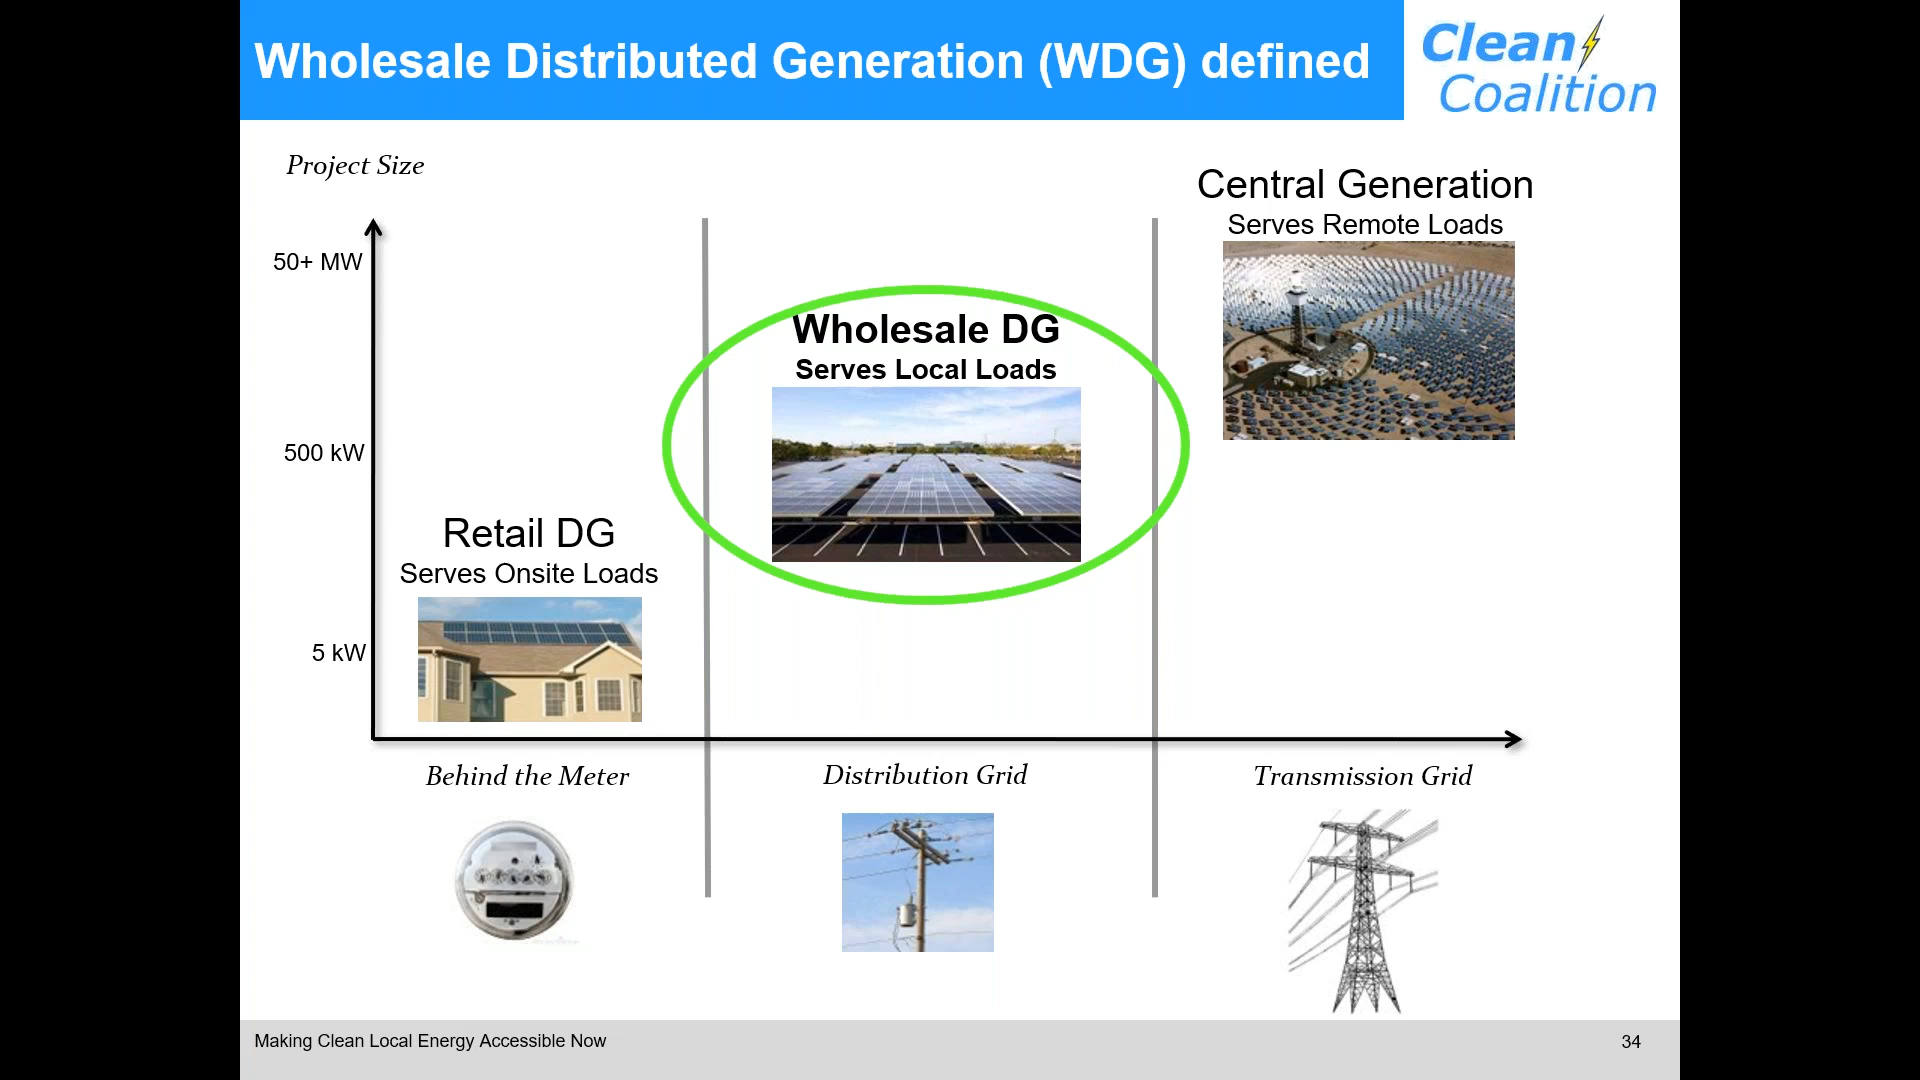 Wholesale Distributed Generation (WDG) defined
Clean
Coalition
Project Size
50+ MW
500 kW
5 kW
Retail DG
Serves Onsite Loads
Wholesale DG
Serves Local Loads
Central Generation
Serves Remote Loads
Behind the Meter
Distribution Grid
Transmission Grid
Making Clean Local Energy Accessible Now
34